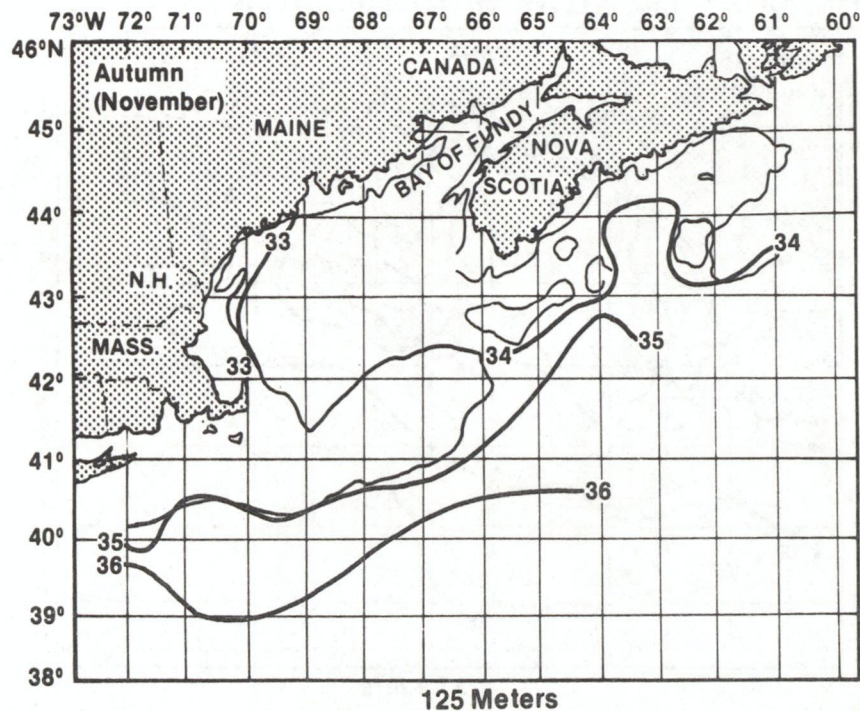 73°W 72° 71° 70° 69° 68° 67° 66° 65° 64° 63° 62° 61° 60°
46°N
Autumn
(November)
CANADA
45°
MAINE
BAY OF FUNDY
NOVA
SCOTIA
44°
33
34
N.H.
43°
35
MASS.
34
33
42°
41°
36
35
40°
36
39°
38°
125 Meters